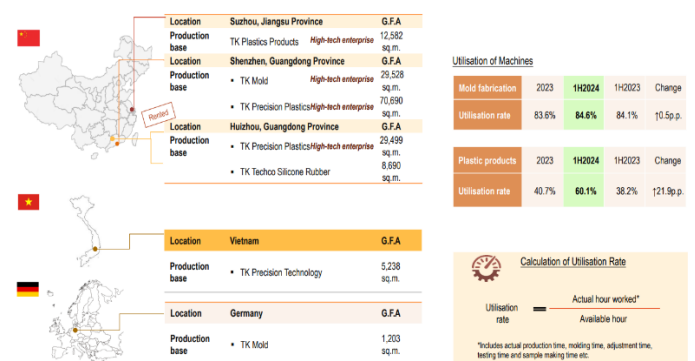 Location Suzhou, Jiangsu Province G.F.A
Production base TK Plastics Products High-tech enterprise 12,582 sq.m.
Location Shenzhen, Guangdong Province G.F.A
Production base ▪ TK Mold High-tech enterprise 29,528 sq.m.
▪ TK Precision Plastics High-tech enterprise 70,690 sq.m.
Rented
Location Huizhou, Guangdong Province G.F.A
Production base ▪ TK Precision Plastics High-tech enterprise 29,499 sq.m.
▪ TK Techco Silicone Rubber 8,690 sq.m.
Location Vietnam G.F.A
Production base ▪ TK Precision Technology 5,238 sq.m.
Location Germany G.F.A
Production base ▪ TK Mold 1,203 sq.m.
Utilisation of Machines
Mold fabrication 2023 1H2024 1H2023 Change
Utilisation rate 83.6% 84.6% 84.1% ↑0.5p.p.
Plastic products 2023 1H2024 1H2023 Change
Utilisation rate 40.7% 60.1% 38.2% ↑21.9p.p.
Calculation of Utilisation Rate
Utilisation rate = Actual hour worked*
Available hour
*Includes actual production time, molding time, adjustment time,
testing time and sample making time etc.